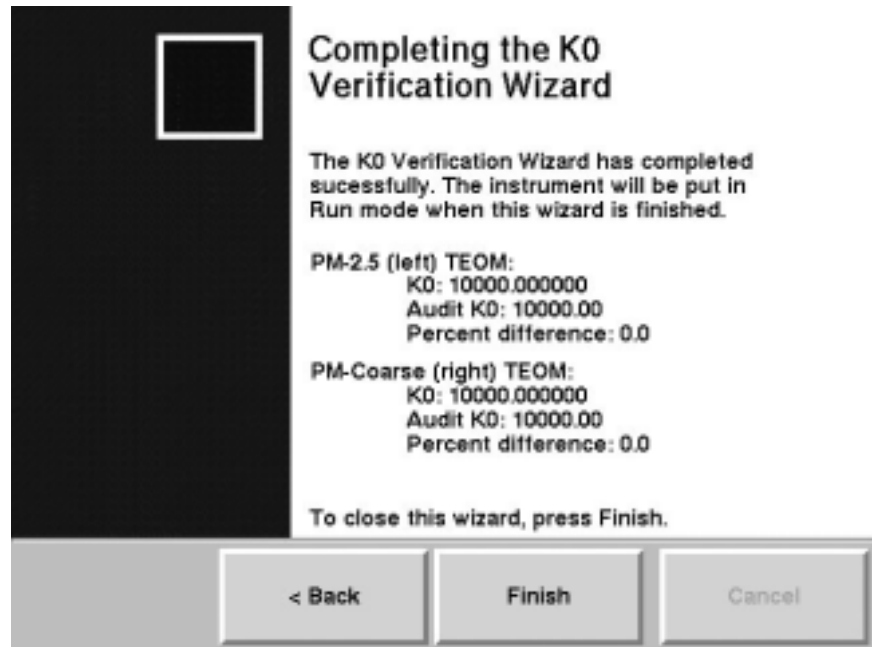 Completing the K0
Verification Wizard
The K0 Verification Wizard has completed
sucessfully. The instrument will be put in
Run mode when this wizard is finished.
PM-2.5 (left) TEOM:
K0: 10000.000000
Audit K0: 10000.00
Percent difference: 0.0
PM-Coarse (right) TEOM:
K0: 10000.000000
Audit K0: 10000.00
Percent difference: 0.0
To close this wizard, press Finish.
< Back
Finish
Cancel